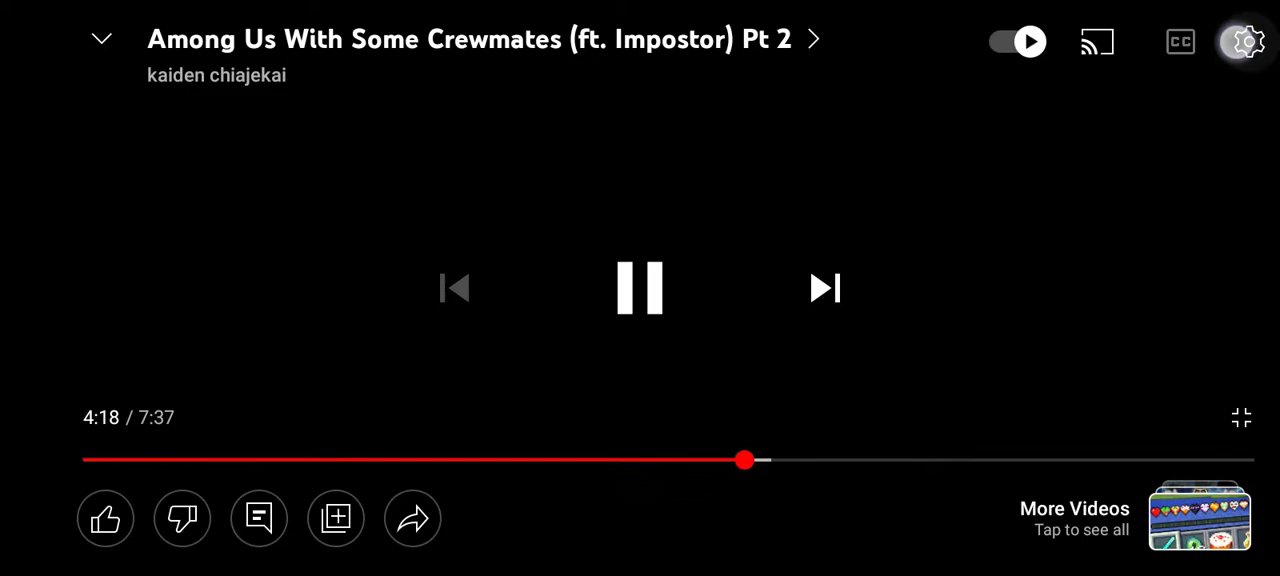 Among Us With Some Crewmates (ft. Impostor) Pt 2
kaiden chiajekai
CC
4:18 / 7:37
More Videos
Tap to see all